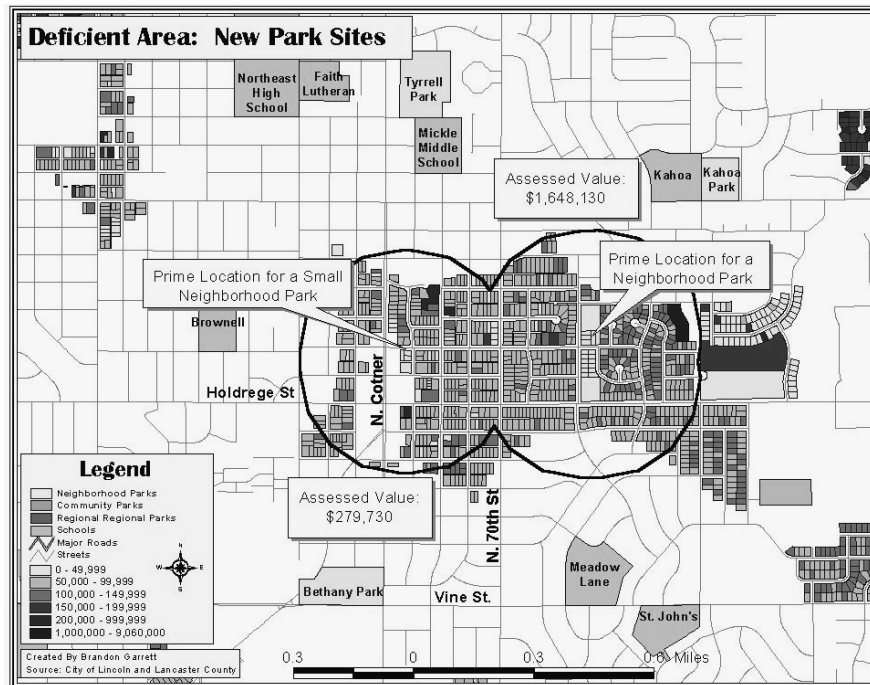 Deficient Area: New Park Sites
Northeast
High
School
Faith
Lutheran
Tyrrell
Park
Mickle
Middle
School
Assessed Value:
$1,648,130
Kahoa
Kahoa
Park
Prime Location for a Small
Neighborhood Park
Prime Location for a
Neighborhood Park
Brownell
Holdrege St
N. Cotner
N. 70th St
Assessed Value:
$279,730
Bethany Park
Vine St.
Meadow
Lane
St. John's
Legend
Neighborhood Parks
Community Parks
Regional Regional Parks
Schools
Major Roads
Streets
0 - 49,999
50,000 - 99,999
100,000 - 149,999
150,000 - 199,999
200,000 - 999,999
1,000,000 - 9,060,000
N
W
E
S
Created By Brandon Garrett
Source: City of Lincoln and Lancaster County
0.3 0 0.3 0.6 Miles